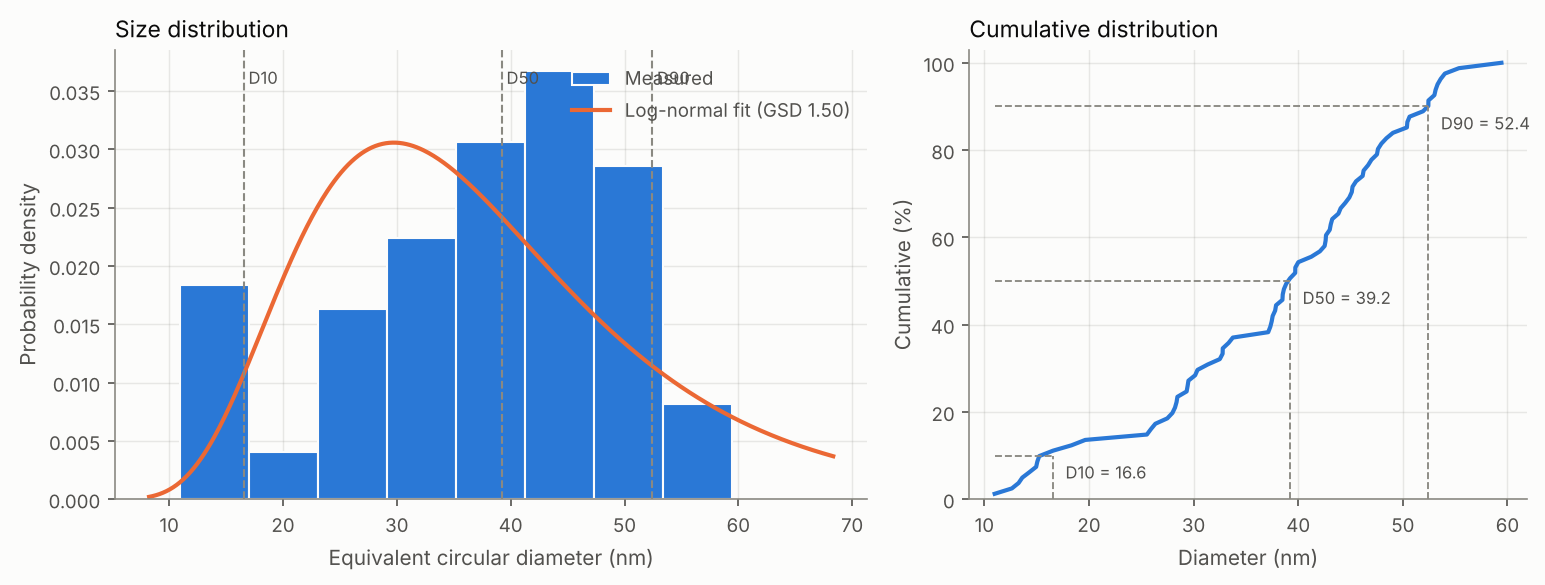 Size distribution
D10
D50
D90
Measured
Log-normal fit (GSD 1.50)
0.035
0.030
0.025
0.020
0.015
0.010
0.005
0.000
Probability density
10 20 30 40 50 60 70
Equivalent circular diameter (nm)
Cumulative distribution
100
80
60
40
20
0
Cumulative (%)
D90 = 52.4
D50 = 39.2
D10 = 16.6
10 20 30 40 50 60
Diameter (nm)